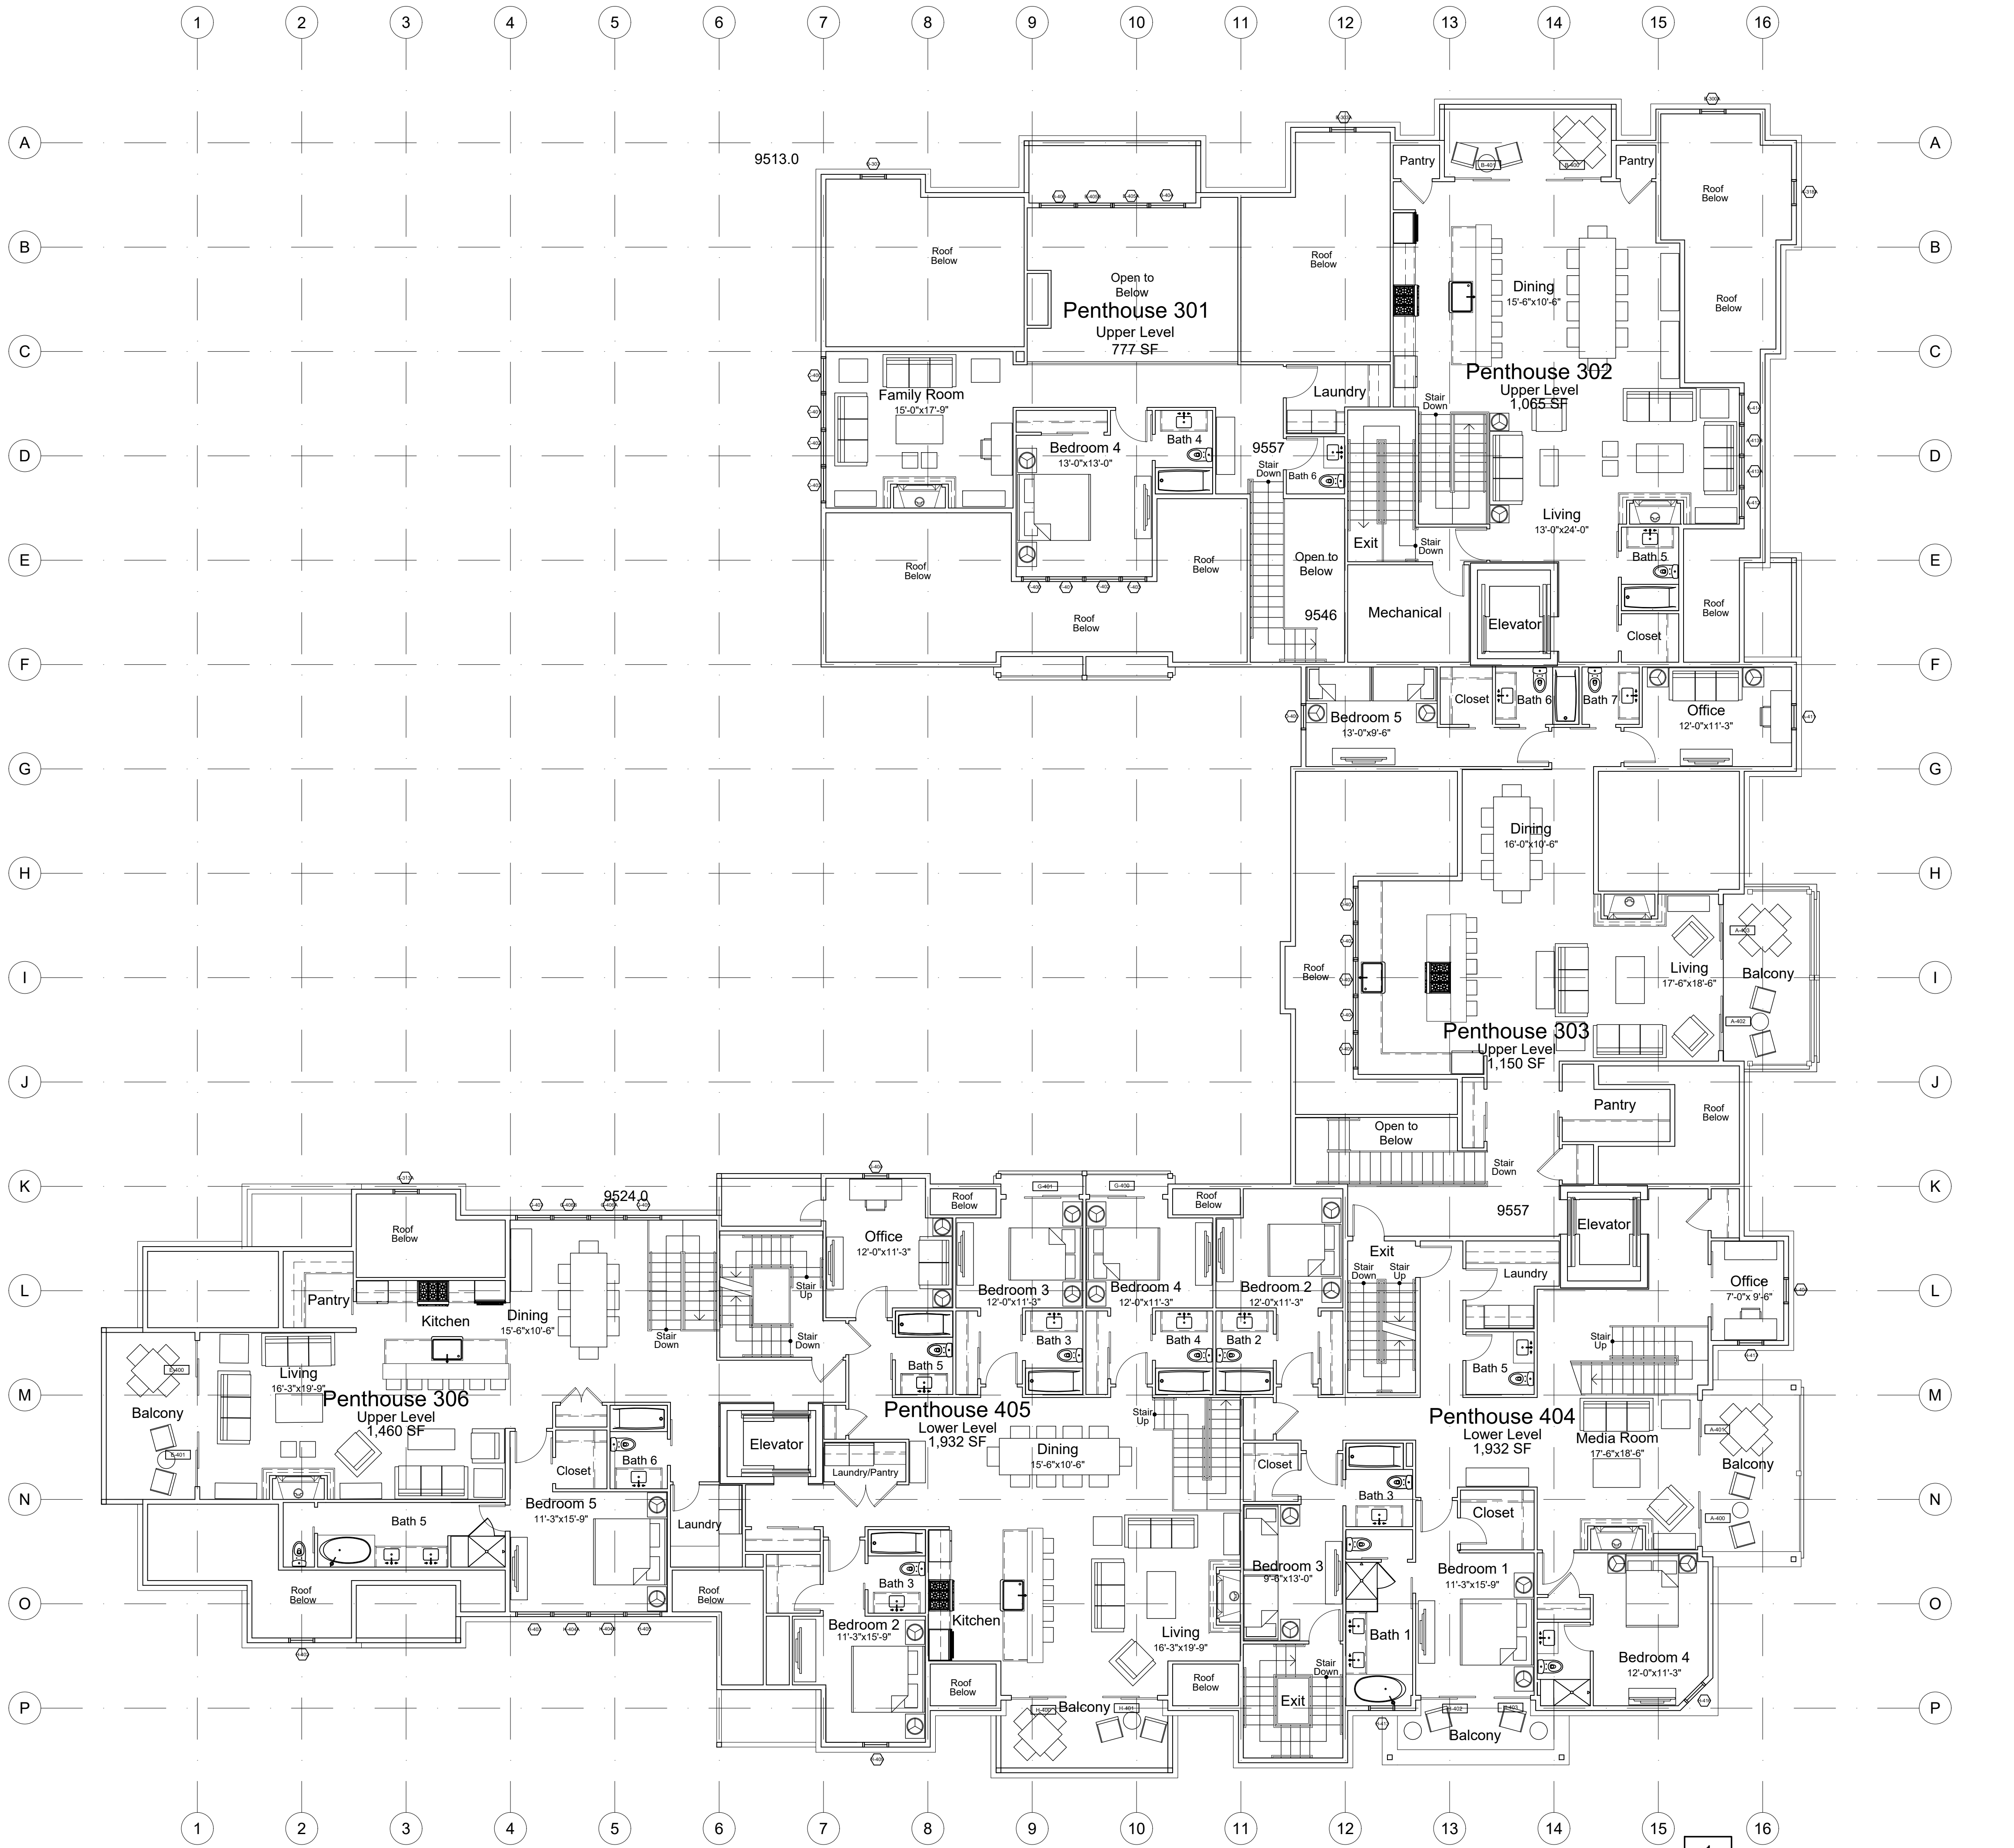 1 2 3 4 5 6 7 8 9 10 11 12 13 14 15 16
A
A
9513.0
Pantry
Pantry
B-401
B-400
Roof
Below
B
B
Roof
Below
Roof
Below
Open to
Below
Penthouse 301
Upper Level
777 SF
Dining
15'-6"x10'-6"
Roof
Below
C
C
Penthouse 302
Upper Level
1,065 SF
Family Room
15'-0"x17'-9"
Laundry
Stair
Down
Bedroom 4
13'-0"x13'-0"
Bath 4
9557
Stair
Down
Bath 6
D
D
Living
13'-0"x24'-0"
Exit
Stair
Down
Bath 5
E
E
Roof
Below
Roof
Below
Open to
Below
9546
Mechanical
Elevator
Roof
Below
Closet
Roof
Below
F
F
Bedroom 5
13'-0"x9'-6"
Closet
Bath 6
Bath 7
Office
12'-0"x11'-3"
G
G
Dining
16'-0"x10'-6"
H
H
A-403
Roof
Below
Living
17'-6"x18'-6"
Balcony
I
I
A-402
Penthouse 303
Upper Level
1,150 SF
J
J
Pantry
Roof
Below
Open to
Below
Stair
Down
K
K
9524.0
G-401
G-400
Roof
Below
Roof
Below
Roof
Below
9557
Elevator
Office
12'-0"x11'-3"
Exit
Stair
Down
Stair
Up
Laundry
Office
7'-0"x 9'-6"
L
L
Pantry
Kitchen
Dining
15'-6"x10'-6"
Stair
Down
Stair
Up
Stair
Down
Bedroom 3
12'-0"x11'-3"
Bedroom 4
12'-0"x11'-3"
Bedroom 2
12'-0"x11'-3"
Bath 3
Bath 4
Bath 2
Bath 5
Bath 5
Stair
Up
E-400
Living
16'-3"x19'-9"
M
M
Penthouse 306
Upper Level
1,460 SF
Balcony
E-401
Penthouse 405
Lower Level
1,932 SF
Stair
Up
Penthouse 404
Lower Level
1,932 SF
Media Room
17'-6"x18'-6"
A-401
Balcony
Elevator
Dining
15'-6"x10'-6"
Closet
Bath 6
Laundry/Pantry
Closet
Bath 3
N
N
Bedroom 5
11'-3"x15'-9"
Bath 5
Laundry
Closet
A-400
Bath 3
Bedroom 3
9'-6"x13'-0"
Bedroom 1
11'-3"x15'-9"
O
O
Roof
Below
Roof
Below
Bedroom 2
11'-3"x15'-9"
Kitchen
Living
16'-3"x19'-9"
Bath 1
Bedroom 4
12'-0"x11'-3"
Stair
Down
Roof
Below
Roof
Below
Exit
P
P
H-400
Balcony
H-401
H-402
H-403
Balcony
1 2 3 4 5 6 7 8 9 10 11 12 13 14 15 16